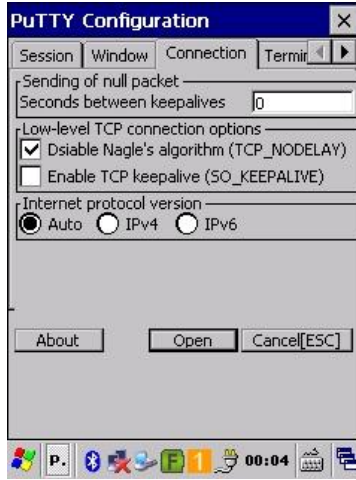 PuTTY Configuration
Session Window Connection Termin
Sending of null packet
Seconds between keepalives 0
Low-level TCP connection options
Dsiable Nagle's algorithm (TCP_NODELAY)
Enable TCP keepalive (SO_KEEPALIVE)
Internet protocol version
Auto IPv4 IPv6
About Open Cancel[ESC]
P. F 1 00:04